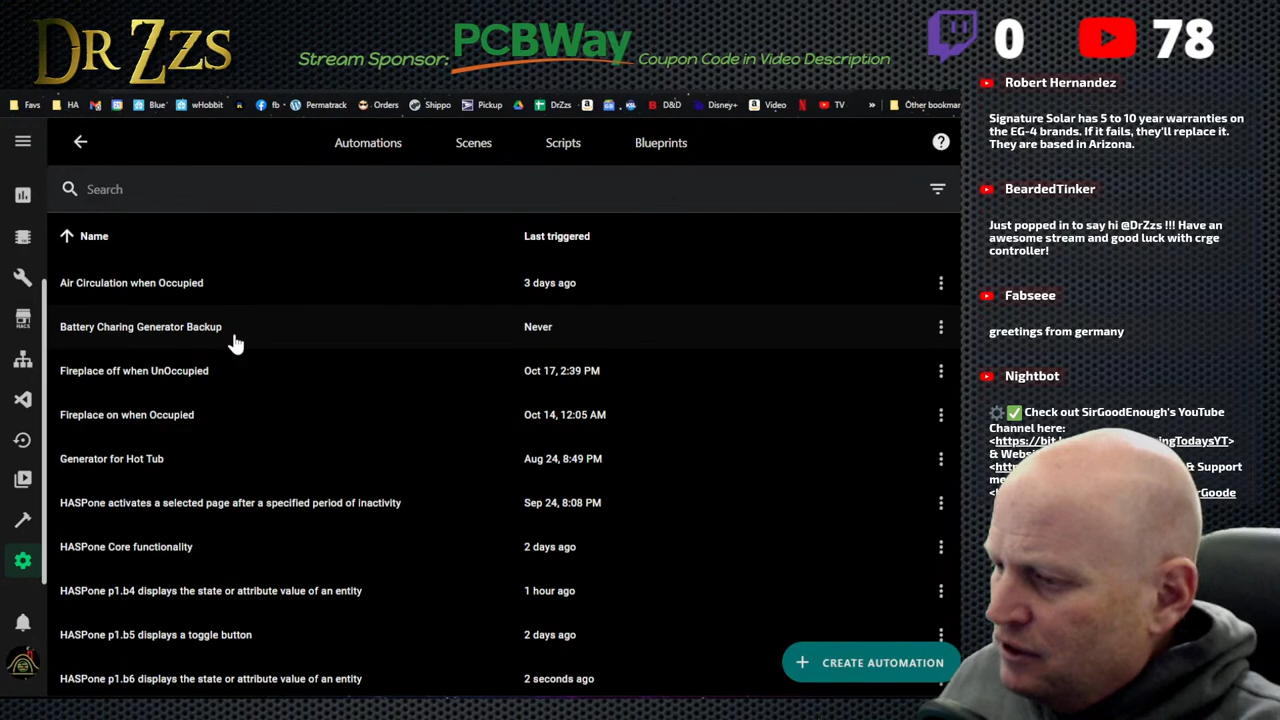 DR ZZS
Stream Sponsor: PCBWay Coupon Code in Video Description
0
78
Favs
HA
Blue
wHobbit
fb
Permatrack
Orders
Shippo
Pickup
DrZzs
D&D
Disney+
Video
TV
»
Other bookmar
Automations
Scenes
Scripts
Blueprints
Search
Name
Last triggered
Air Circulation when Occupied
3 days ago
Battery Charing Generator Backup
Never
Fireplace off when UnOccupied
Oct 17, 2:39 PM
Fireplace on when Occupied
Oct 14, 12:05 AM
Generator for Hot Tub
Aug 24, 8:49 PM
HASPone activates a selected page after a specified period of inactivity
Sep 24, 8:08 PM
HASPone Core functionality
2 days ago
HASPone p1.b4 displays the state or attribute value of an entity
1 hour ago
HASPone p1.b5 displays a toggle button
2 days ago
HASPone p1.b6 displays the state or attribute value of an entity
2 seconds ago
+ CREATE AUTOMATION
HACS
Robert Hernandez
Signature Solar has 5 to 10 year warranties
on the EG-4 brands. If it fails, they'll replace it.
They are based in Arizona.
BeardedTinker
Just popped in to say hi @DrZzs !!! Have an
awesome stream and good luck with crge
controller!
Fabseee
greetings from germany
Nightbot
Check out SirGoodEnough's YouTube
Channel here:
<https://bit. ingTodaysYT>
& Websi
<htt & Support
me
<h rGoode